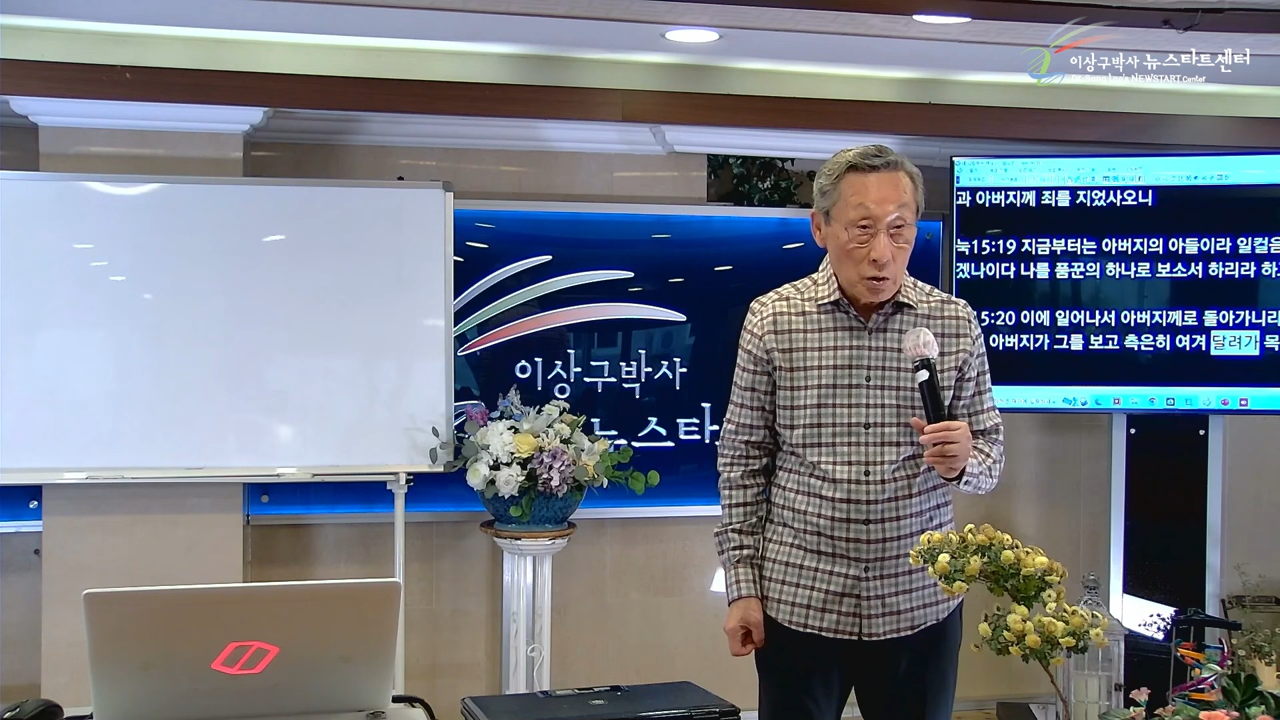 이상구박사 뉴스타트센터
NEWSTART Center
과 아버지께 죄를 지었사오니
눅15:19 지금부터는 아버지의 아들이라 일컬음
겠나이다 나를 품꾼의 하나로 보소서 하리라 하
5:20 이에 일어나서 아버지께로 돌아가니라
아버지가 그를 보고 측은히 여겨 달려가 목
이상구박사
뉴스타